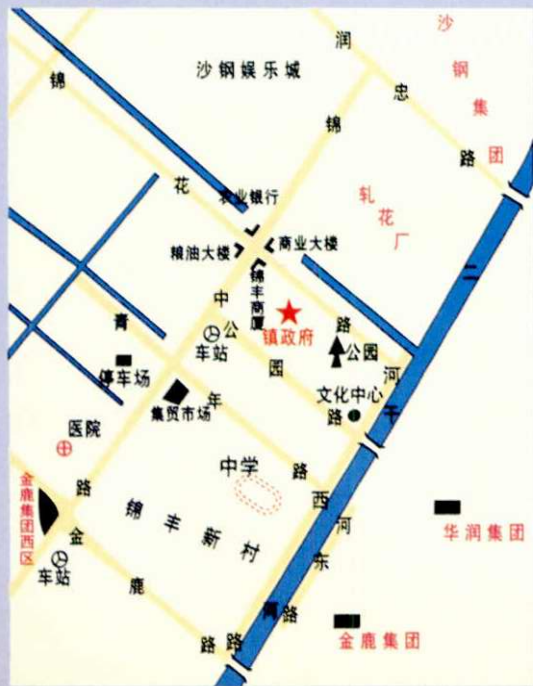 沙钢集团
润忠路
沙钢娱乐城
锦花路
锦中路
轧花厂
农业银行
粮油大楼
商业大楼
锦丰商厦
二干河
镇政府
公园路
车站
公园
青年路
停车场
集贸市场
文化中心
河西路
医院
中学
锦丰新村
金鹿集团西区
华润集团
河东路
车站
金鹿路
金鹿集团